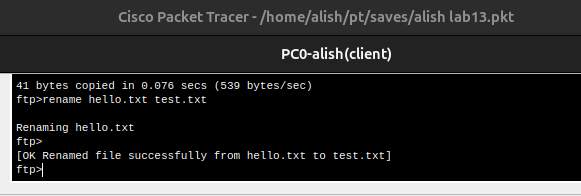 Cisco Packet Tracer - /home/alish/pt/saves/alish lab13.pkt
PC0-alish(client)
41 bytes copied in 0.076 secs (539 bytes/sec)
ftp>rename hello.txt test.txt
Renaming hello.txt
ftp>
[OK Renamed file successfully from hello.txt to test.txt]
ftp>